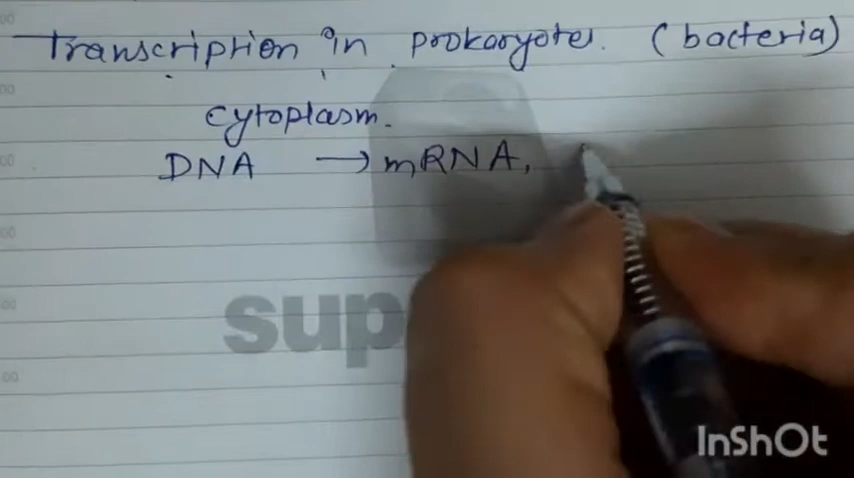 Transcription in prokaryotes. (bacteria)
Cytoplasm.
DNA → mRNA,
sup
InShOt